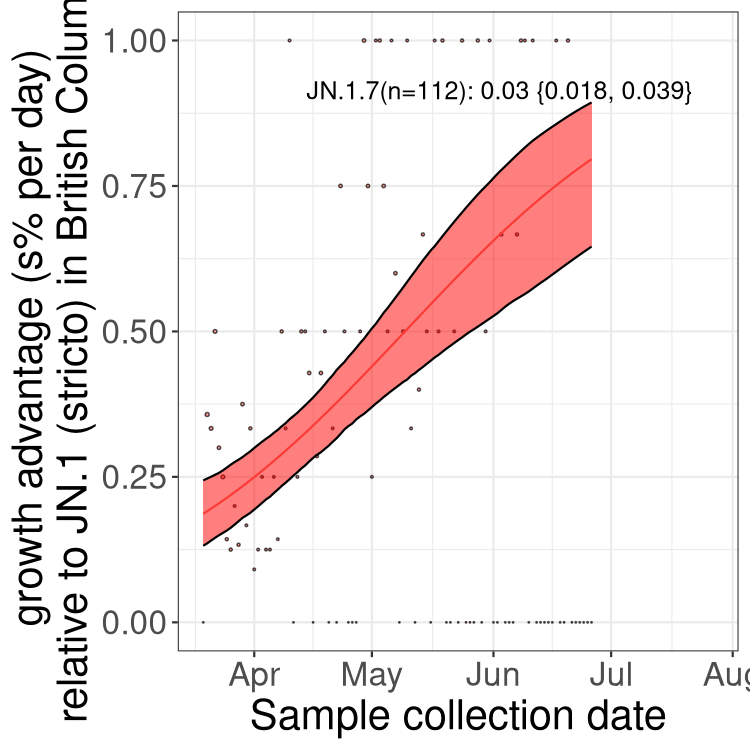 growth advantage (s% per day)
relative to JN.1 (stricto) in British Colum
1.00
0.75
0.50
0.25
0.00
JN.1.7(n=112): 0.03 {0.018, 0.039}
Apr May Jun Jul Aug
Sample collection date